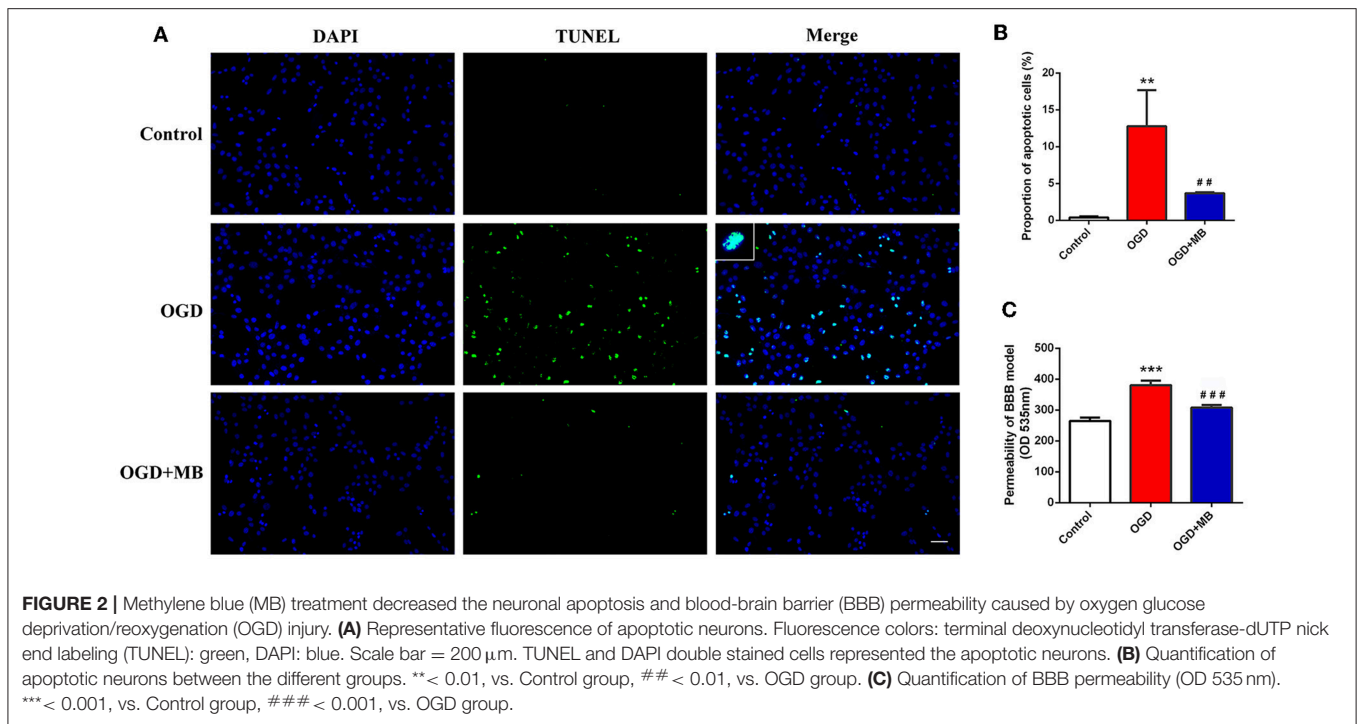 A
DAPI TUNEL Merge
Control
OGD
OGD+MB
B
Proportion of apoptotic cells (%)
20
15
10
5
0
**
##
Control OGD OGD+MB
C
Permeability of BBB model
(OD 535nm)
500
400
300
200
100
0
***
###
Control OGD OGD+MB
FIGURE 2 | Methylene blue (MB) treatment decreased the neuronal apoptosis and blood-brain barrier (BBB) permeability caused by oxygen glucose
deprivation/reoxygenation (OGD) injury. (A) Representative fluorescence of apoptotic neurons. Fluorescence colors: terminal deoxynucleotidyl transferase-dUTP nick
end labeling (TUNEL): green, DAPI: blue. Scale bar = 200 μm. TUNEL and DAPI double stained cells represented the apoptotic neurons. (B) Quantification of
apoptotic neurons between the different groups. **< 0.01, vs. Control group, ##< 0.01, vs. OGD group. (C) Quantification of BBB permeability (OD 535 nm).
***< 0.001, vs. Control group, ###< 0.001, vs. OGD group.